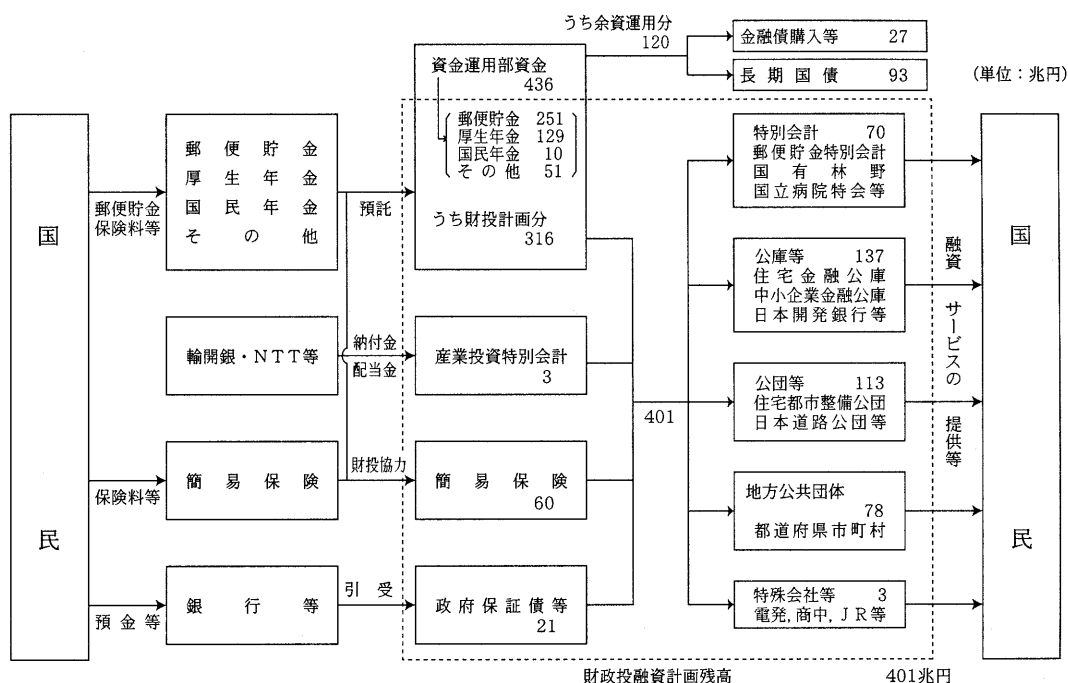 うち余資運用分
120
金融債購入等 27
長期国債 93
(単位：兆円)
国民
郵便貯金
保険料等
保険料等
預金等
郵便貯金
厚生年金
国民年金
その他
輸開銀・NTT等
簡易保険
銀行等
預託
納付金
配当金
財投協力
引受
資金運用部資金
436
郵便貯金 251
厚生年金 129
国民年金 10
その他 51
うち財投計画分
316
産業投資特別会計
3
簡易保険
60
政府保証債等
21
401
特別会計 70
郵便貯金特別会計
国有林野
国立病院特会等
公庫等 137
住宅金融公庫
中小企業金融公庫
日本開発銀行等
公団等 113
住宅都市整備公団
日本道路公団等
地方公共団体
78
都道府県市町村
特殊会社等 3
電発,商中,JR等
融資 サービスの 提供等
国民
財政投融資計画残高 401兆円